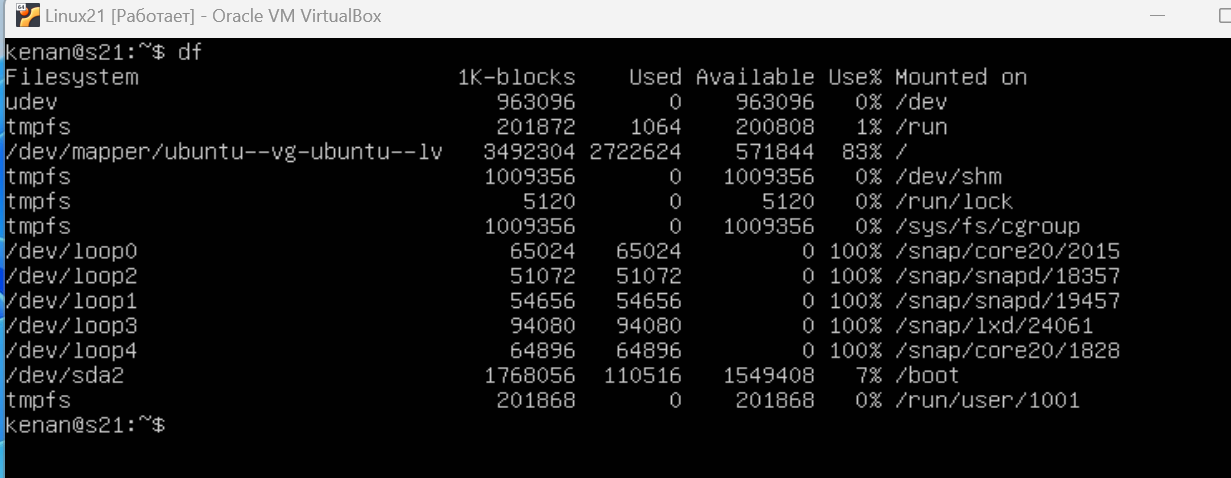 64
Linux21 [Работает] - Oracle VM VirtualBox
kenan@s21:~$ df
Filesystem 1K-blocks Used Available Use% Mounted on
udev 963096 0 963096 0% /dev
tmpfs 201872 1064 200808 1% /run
/dev/mapper/ubuntu--vg-ubuntu--lv 3492304 2722624 571844 83% /
tmpfs 1009356 0 1009356 0% /dev/shm
tmpfs 5120 0 5120 0% /run/lock
tmpfs 1009356 0 1009356 0% /sys/fs/cgroup
/dev/loop0 65024 65024 0 100% /snap/core20/2015
/dev/loop2 51072 51072 0 100% /snap/snapd/18357
/dev/loop1 54656 54656 0 100% /snap/snapd/19457
/dev/loop3 94080 94080 0 100% /snap/lxd/24061
/dev/loop4 64896 64896 0 100% /snap/core20/1828
/dev/sda2 1768056 110516 1549408 7% /boot
tmpfs 201868 0 201868 0% /run/user/1001
kenan@s21:~$